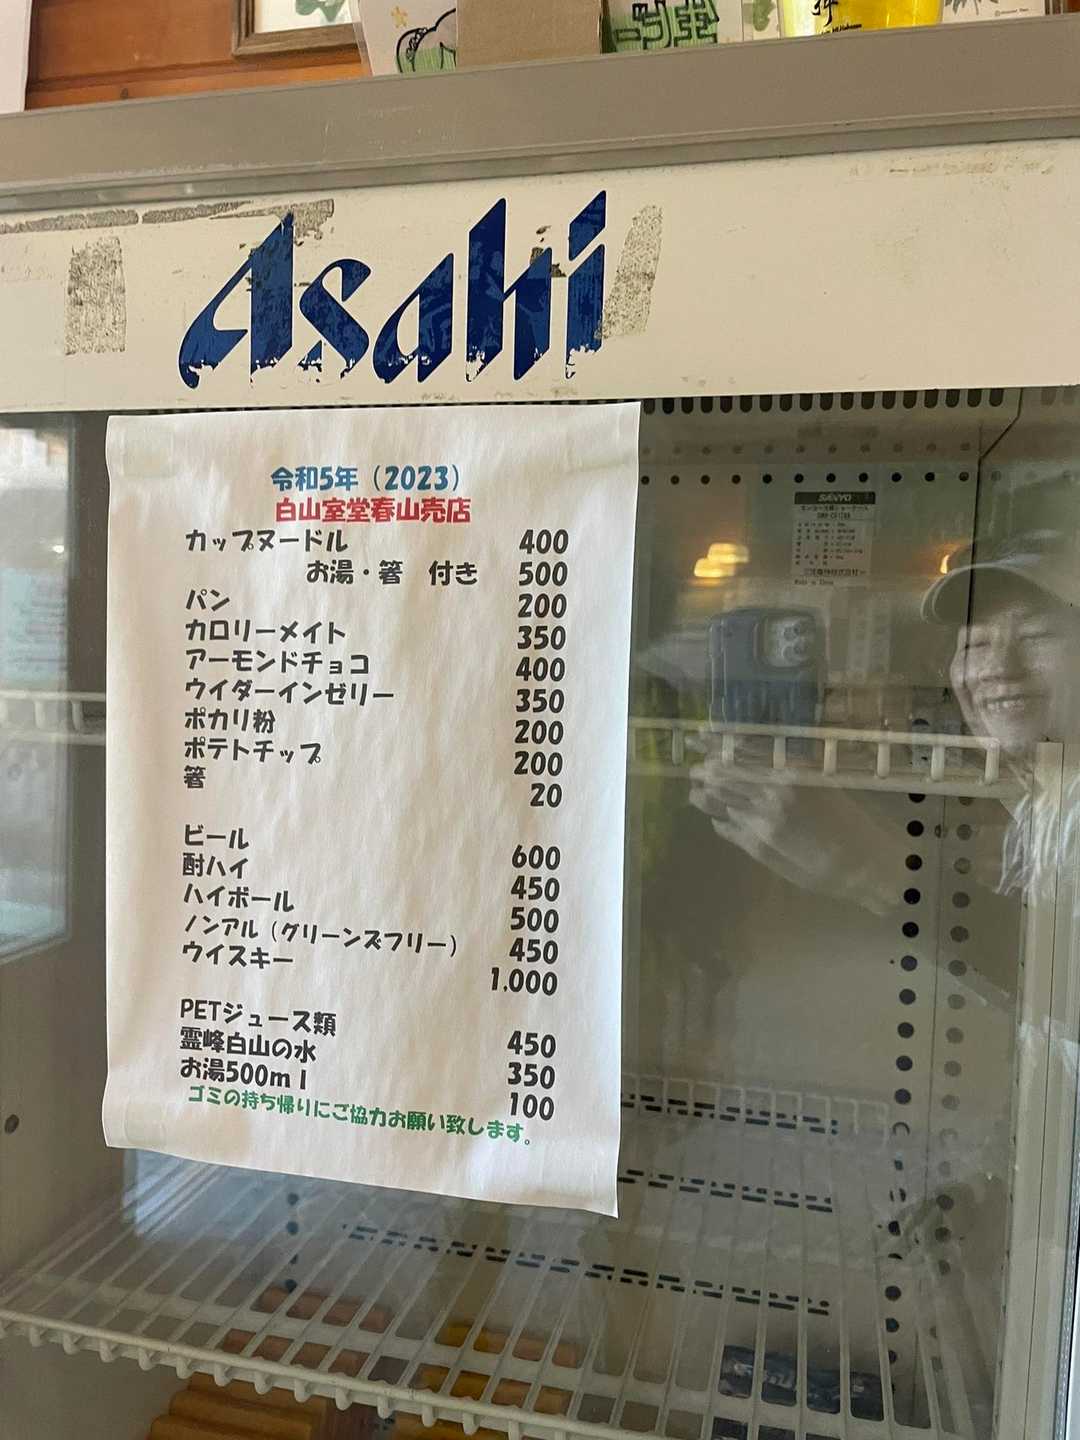 Asahi
令和5年（2023）
白山室堂春山売店
カップヌードル 400
お湯・箸 付き 500
パン 200
カロリーメイト 350
アーモンドチョコ 400
ウイダーインゼリー 350
ポカリ粉 200
ポテトチップ 200
箸 20
ビール 600
酎ハイ 450
ハイボール 500
ノンアル（グリーンズフリー） 450
ウイスキー 1,000
PETジュース類 450
霊峰白山の水 350
お湯500ml 100
ゴミの持ち帰りにご協力お願い致します。
SANYO